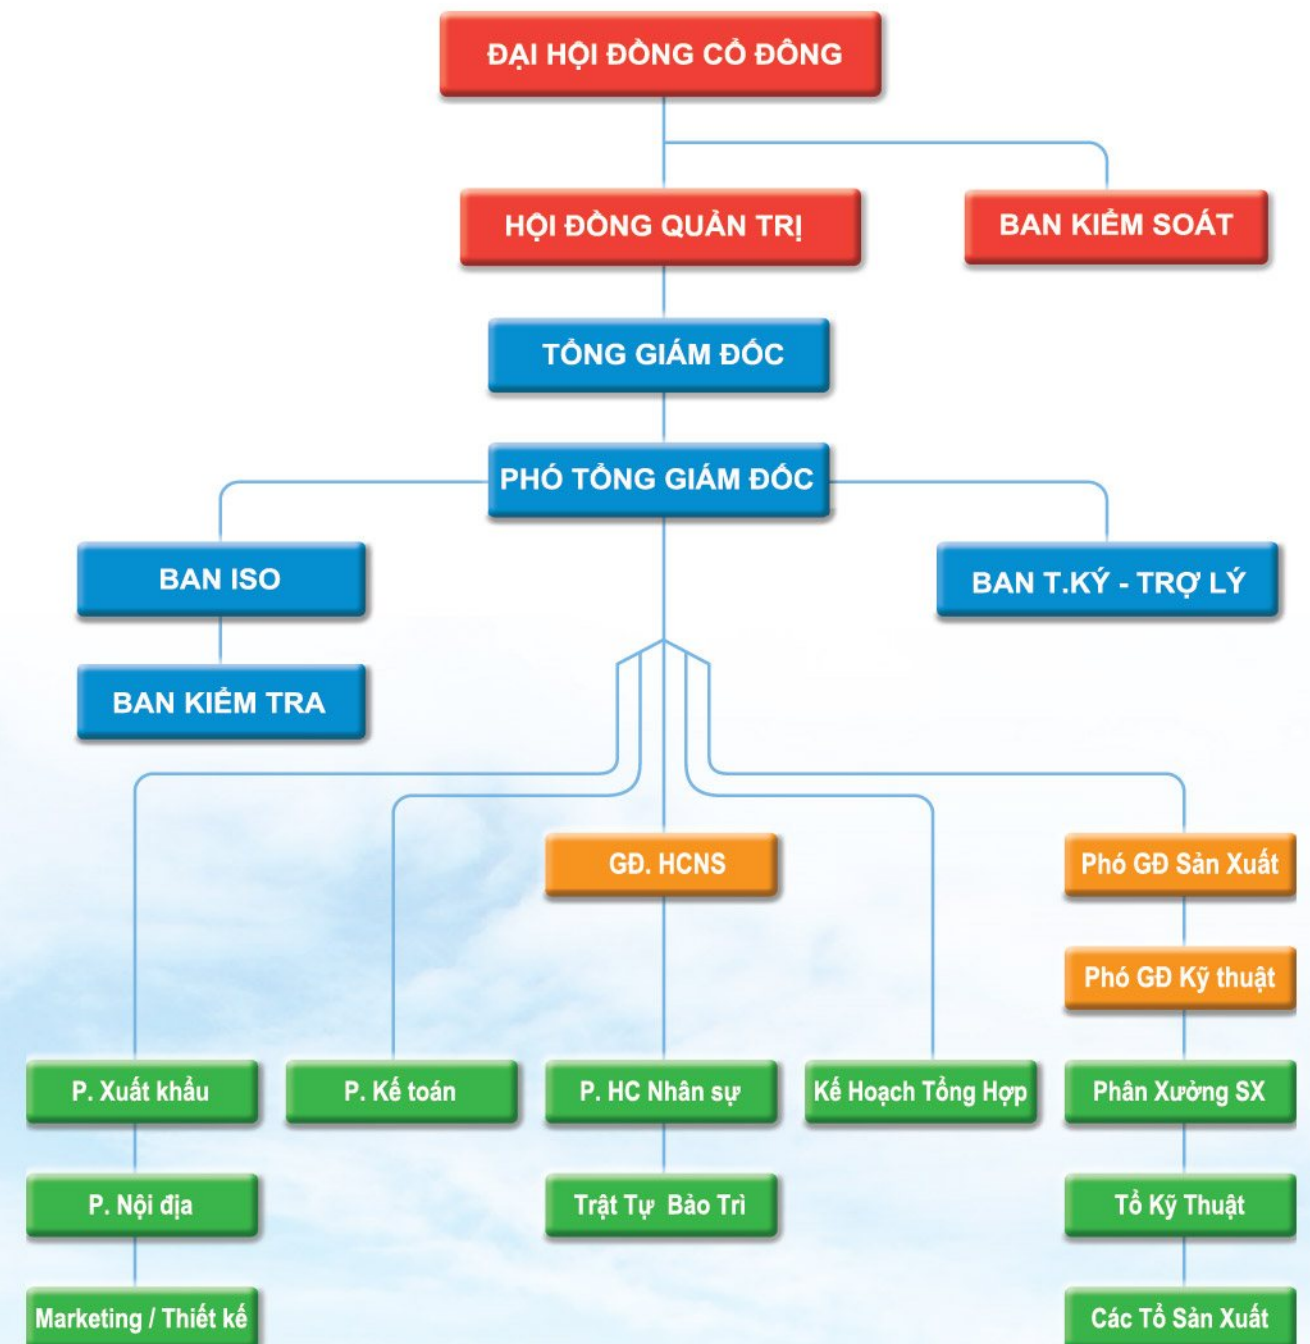 ĐẠI HỘI ĐỒNG CỔ ĐÔNG
HỘI ĐỒNG QUẢN TRỊ
BAN KIỂM SOÁT
TỔNG GIÁM ĐỐC
PHÓ TỔNG GIÁM ĐỐC
BAN ISO
BAN T.KÝ - TRỢ LÝ
BAN KIỂM TRA
GĐ. HCNS
Phó GĐ Sản Xuất
Phó GĐ Kỹ thuật
P. Xuất khẩu
P. Kế toán
P. HC Nhân sự
Kế Hoạch Tổng Hợp
Phân Xưởng SX
P. Nội địa
Trật Tự Bảo Trì
Tổ Kỹ Thuật
Marketing / Thiết kế
Các Tổ Sản Xuất